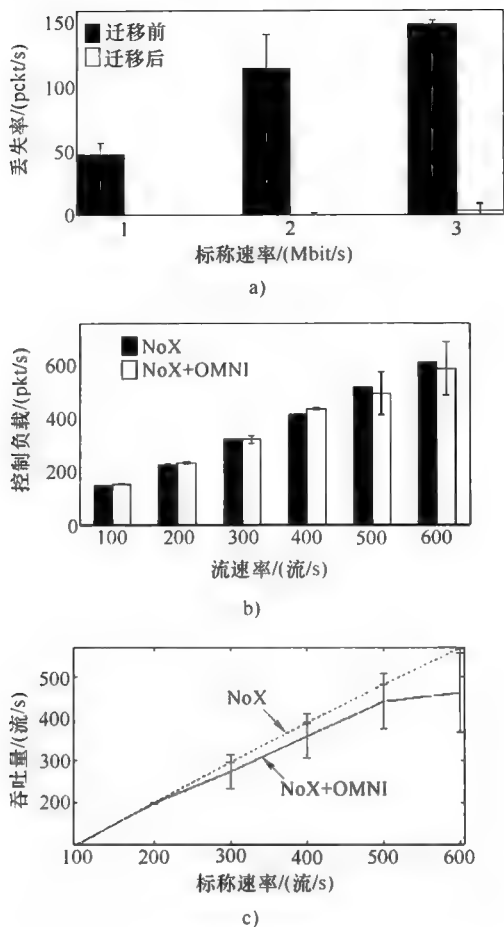 150
100
50
0
丢失率/(pckt/s)
迁移前
迁移后
1 2 3
标称速率/(Mbit/s)
a)
600
400
200
0
控制负载/(pkt/s)
NoX
NoX+OMNI
100 200 300 400 500 600
流速率/(流/s)
b)
500
400
300
200
吞吐量/(流/s)
NoX
NoX+OMNI
100 200 300 400 500 600
标称速率/(流/s)
c)